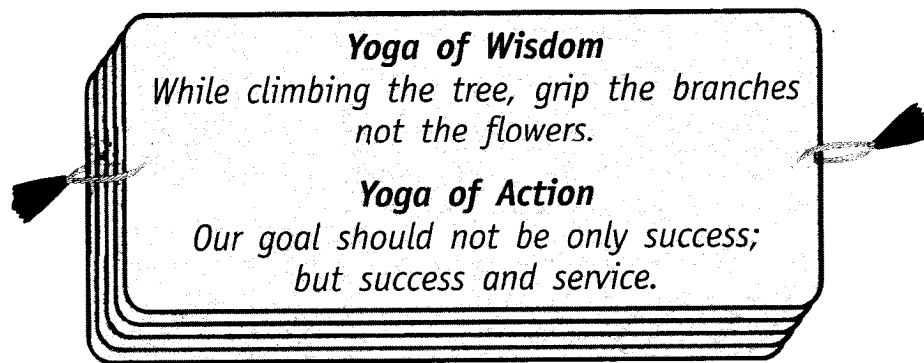 Yoga of Wisdom
While climbing the tree, grip the branches
not the flowers.
Yoga of Action
Our goal should not be only success;
but success and service.